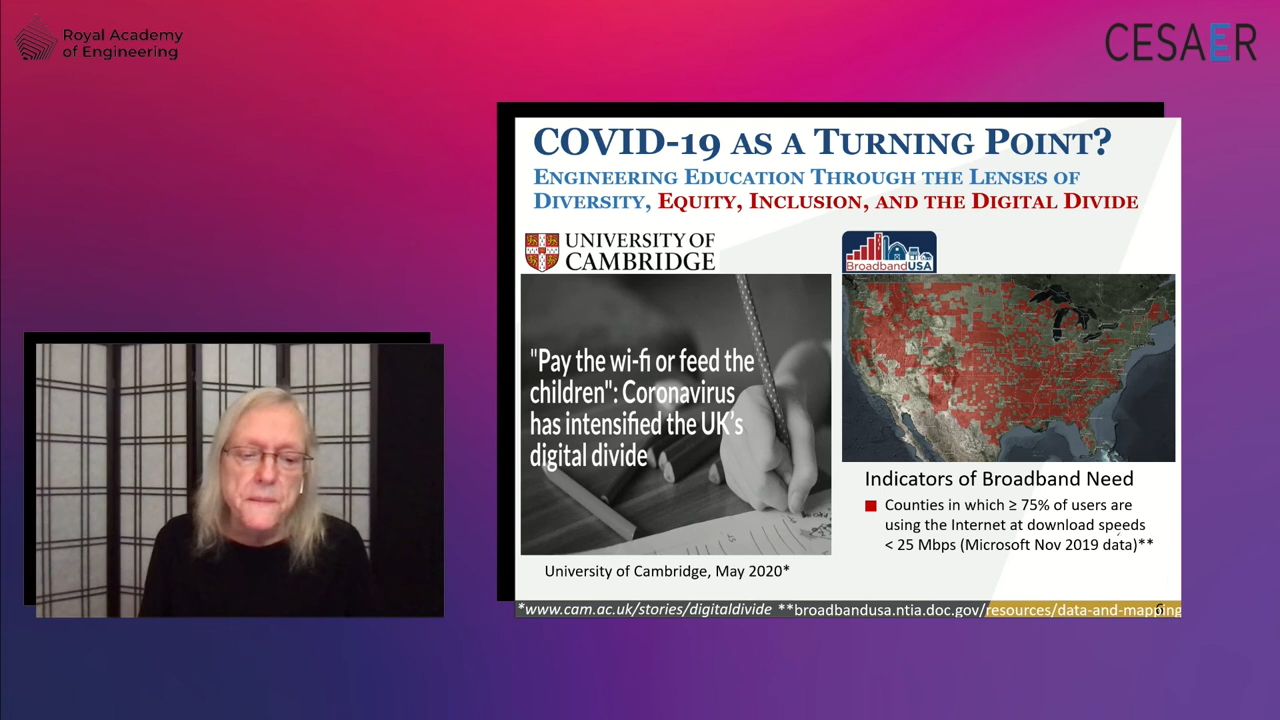 Royal Academy
of Engineering
CESAER
COVID-19 AS A TURNING POINT?
ENGINEERING EDUCATION THROUGH THE LENSES OF
DIVERSITY, EQUITY, INCLUSION, AND THE DIGITAL DIVIDE
UNIVERSITY OF
CAMBRIDGE
"Pay the wi-fi or feed the
children": Coronavirus
has intensified the UK's
digital divide
University of Cambridge, May 2020*
BroadbandUSA
Indicators of Broadband Need
Counties in which ≥ 75% of users are
using the Internet at download speeds
< 25 Mbps (Microsoft Nov 2019 data)**
*www.cam.ac.uk/stories/digitaldivide **broadbandusa.ntia.doc.gov/resources/data-and-mapping